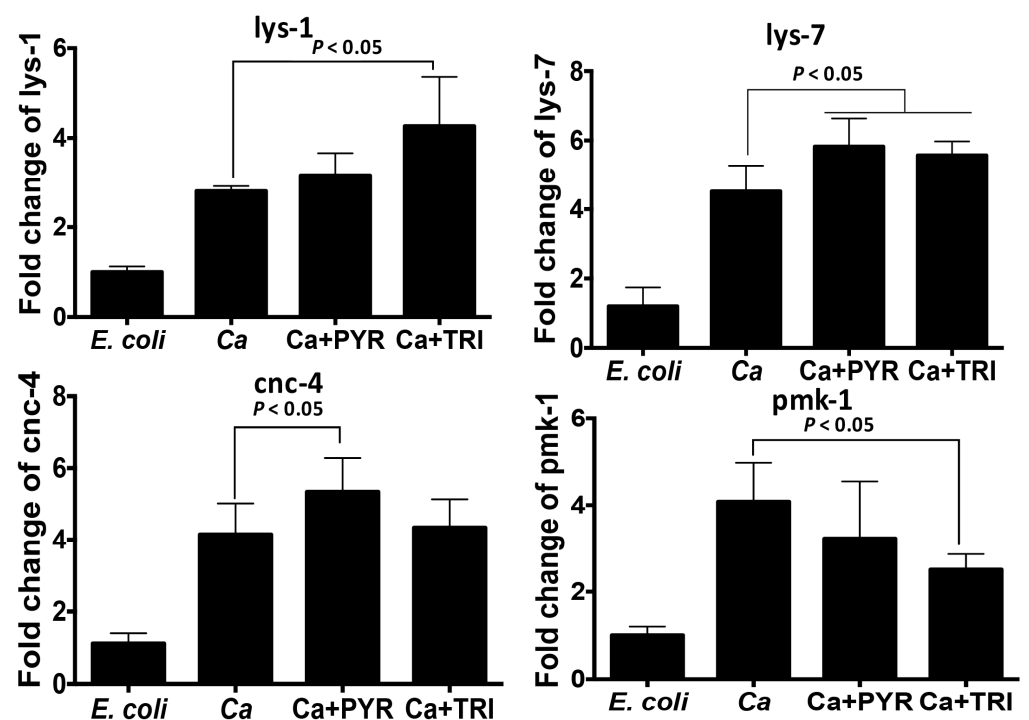 lys-1
P < 0.05
Fold change of lys-1
6
4
2
0
E. coli Ca Ca+PYR Ca+TRI
lys-7
P < 0.05
Fold change of lys-7
8
6
4
2
0
E. coli Ca Ca+PYR Ca+TRI
cnc-4
P < 0.05
Fold change of cnc-4
8
6
4
2
0
E. coli Ca Ca+PYR Ca+TRI
pmk-1
P < 0.05
Fold change of pmk-1
6
4
2
0
E. coli Ca Ca+PYR Ca+TRI